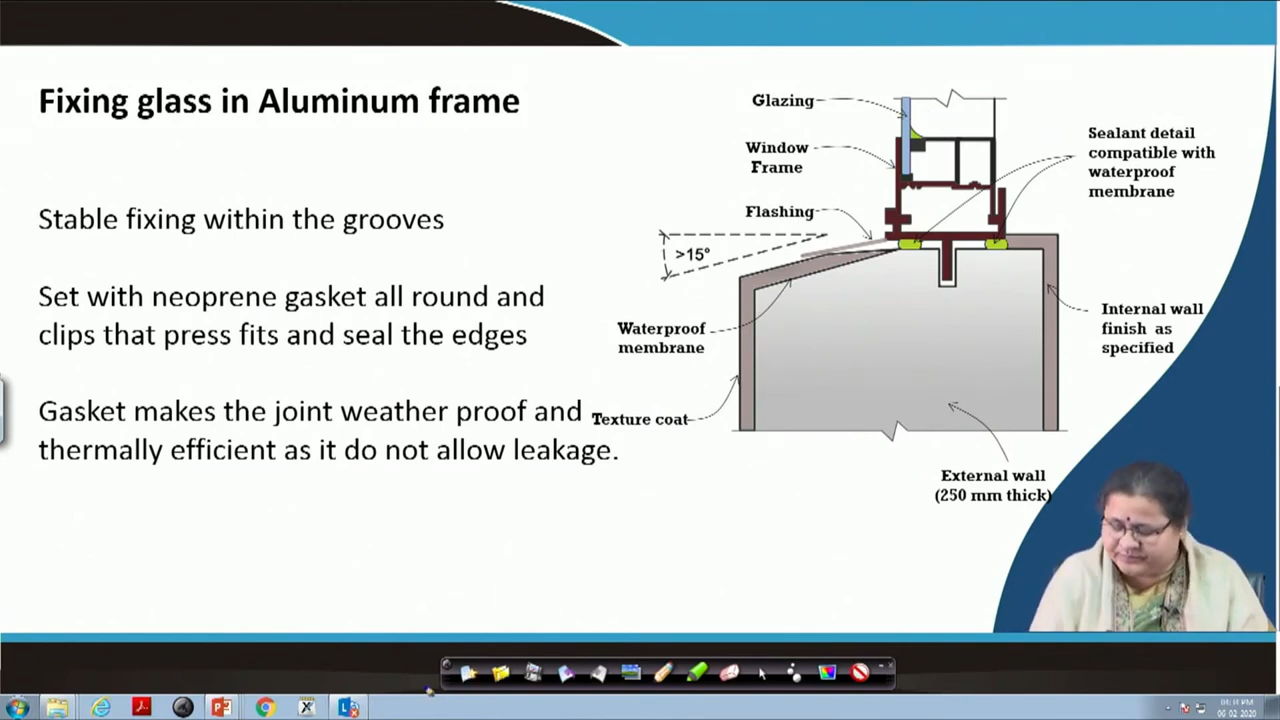 Fixing glass in Aluminum frame
Stable fixing within the grooves
Set with neoprene gasket all round and
clips that press fits and seal the edges
Gasket makes the joint weather proof and
thermally efficient as it do not allow leakage.
Glazing
Window
Frame
Flashing
>15°
Waterproof
membrane
Texture coat
Sealant detail
compatible with
waterproof
membrane
Internal wall
finish as
specified
External wall
(250 mm thick)